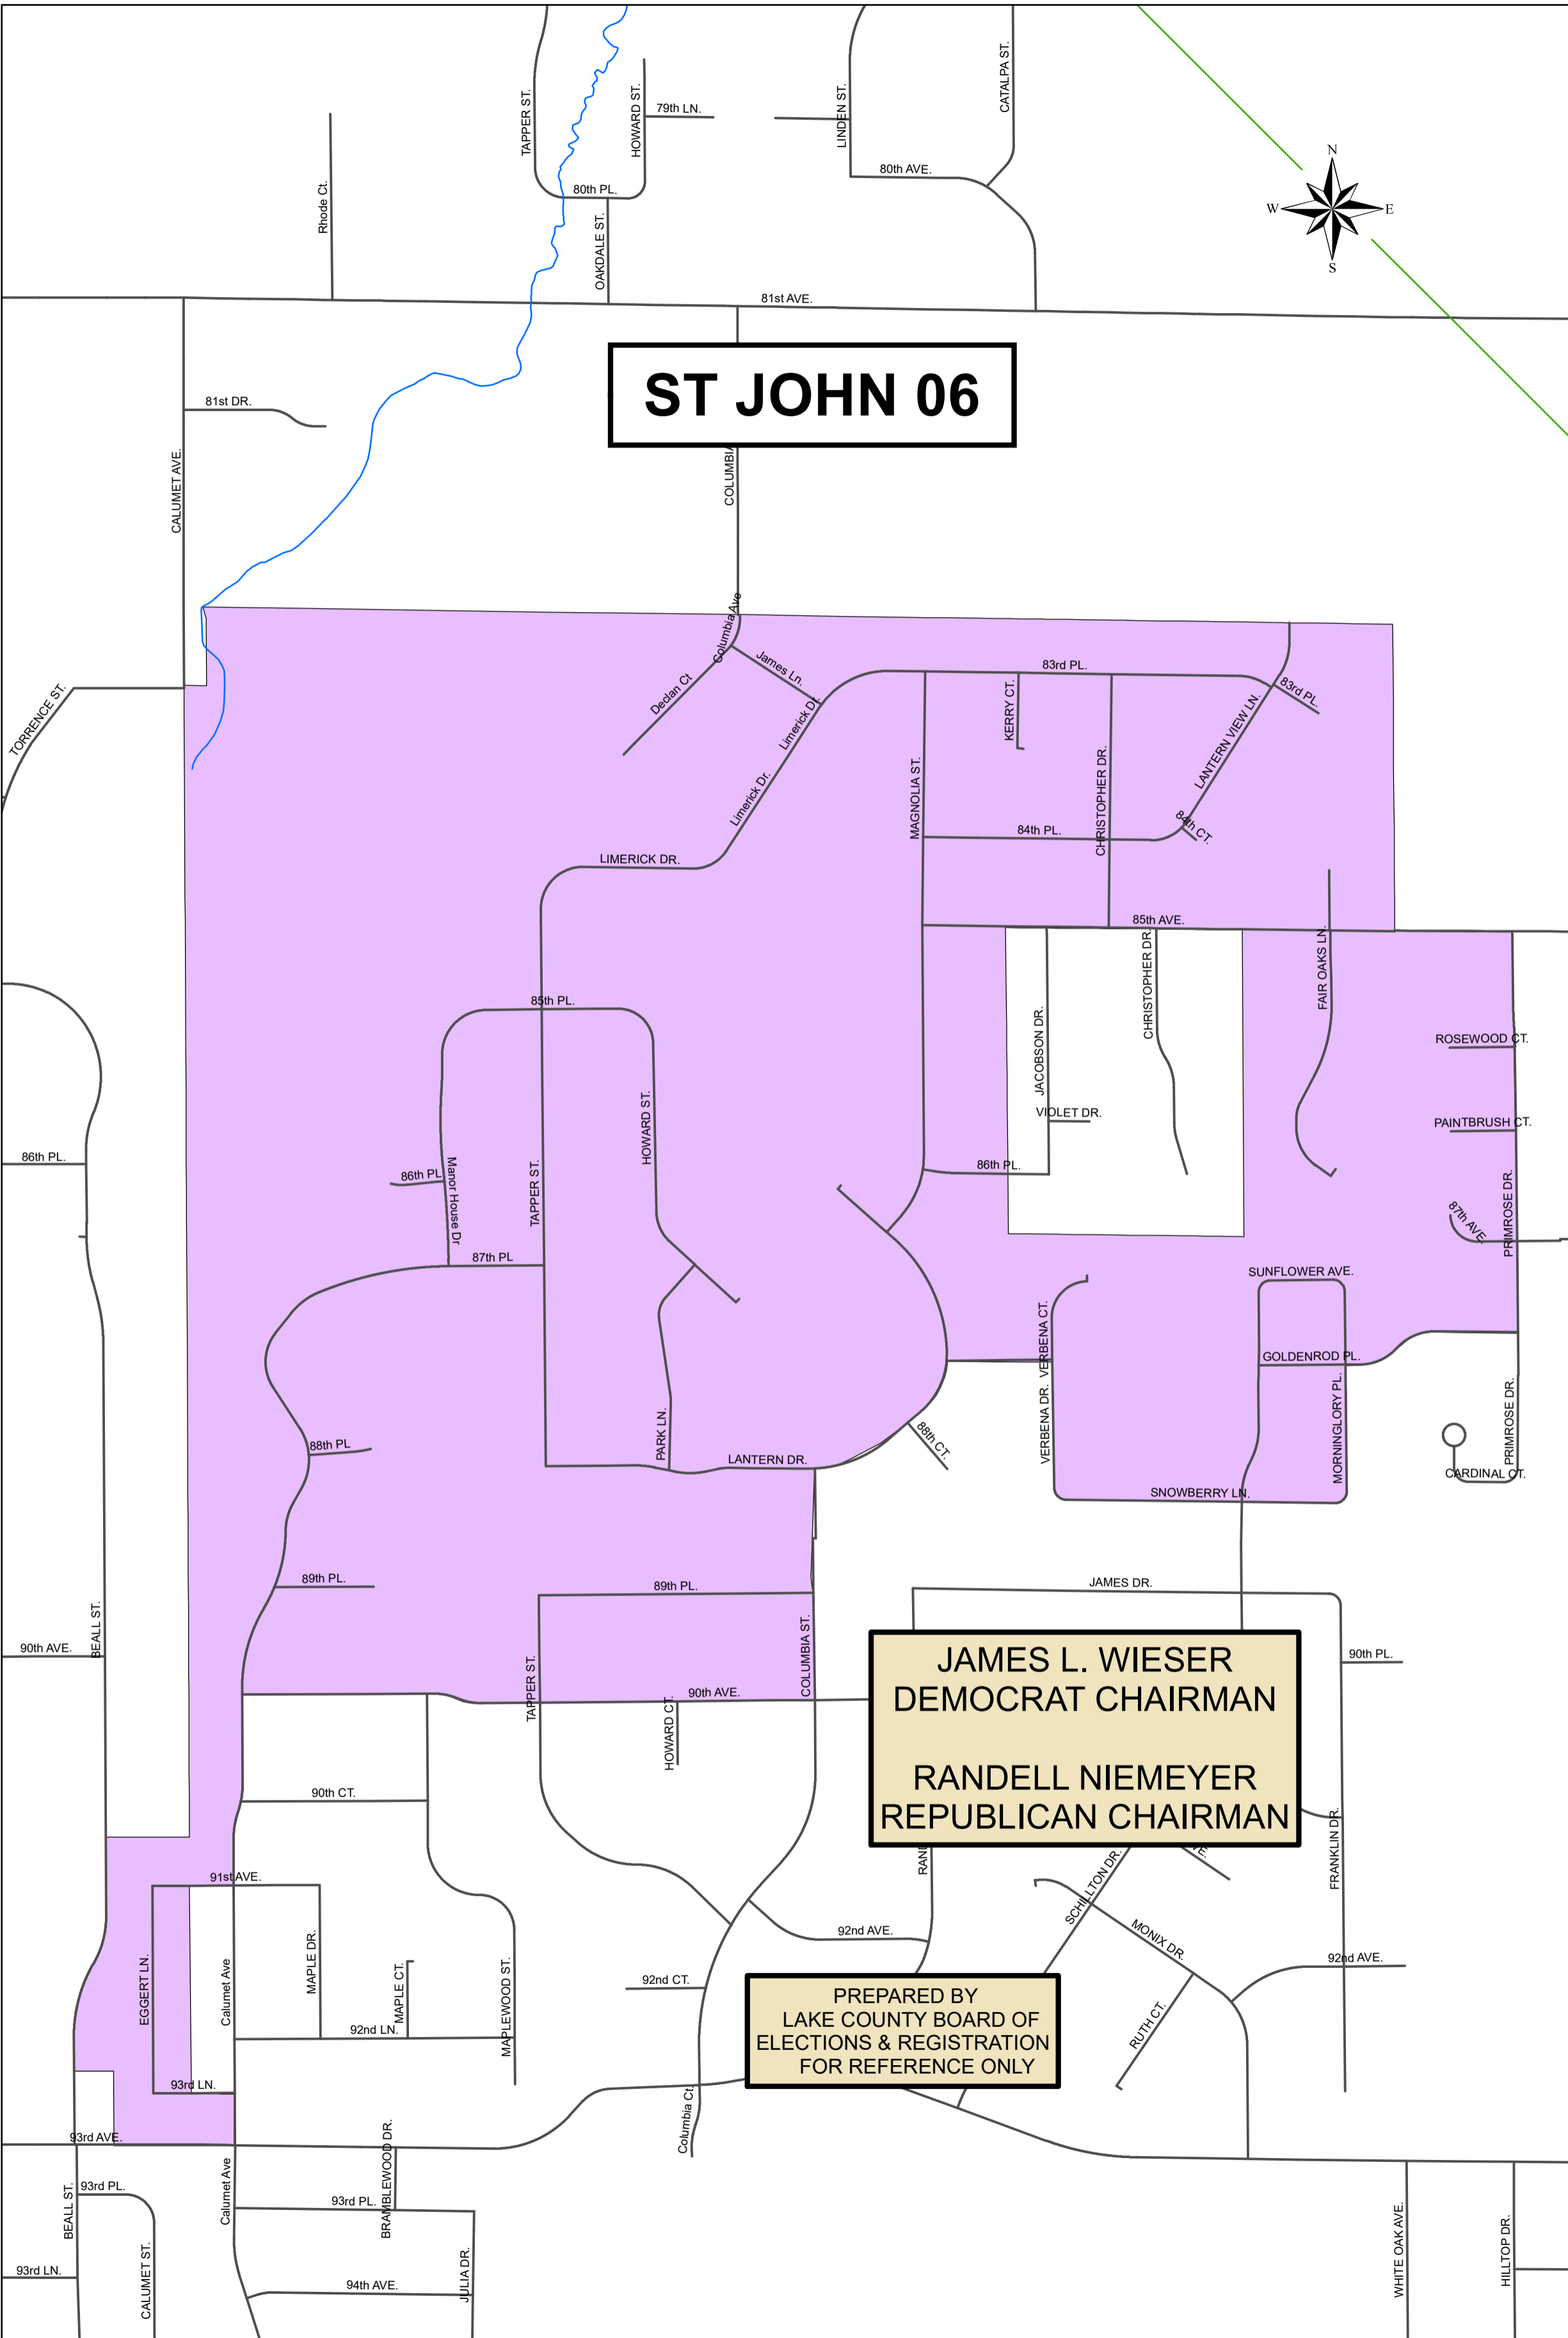 TAPPER ST.
HOWARD ST.
79th LN.
LINDEN ST.
CATALPA ST.
80th AVE.
80th PL.
Rhode Ct.
OAKDALE ST.
N
W
E
S
81st AVE.
ST JOHN 06
81st DR.
CALUMET AVE.
COLUMBIA
Columbia Ave
James Ln.
Declan Ct
83rd PL.
83rd PL.
KERRY CT.
Limerick Dr.
LANTERN VIEW LN.
TORRENCE ST.
MAGNOLIA ST.
CHRISTOPHER DR.
Limerick Dr.
84th PL.
84th CT.
LIMERICK DR.
85th AVE.
FAIR OAKS LN.
CHRISTOPHER DR.
85th PL.
JACOBSON DR.
ROSEWOOD CT.
VIOLET DR.
PAINTBRUSH CT.
HOWARD ST.
86th PL.
86th PL
Manor House Dr
TAPPER ST.
86th PL.
PRIMROSE DR.
87th AVE.
87th PL
SUNFLOWER AVE.
VERBENA CT.
GOLDENROD PL.
VERBENA DR.
MORNINGLORY PL.
PRIMROSE DR.
PARK LN.
88th PL
88th CT.
LANTERN DR.
CARDINAL CT.
SNOWBERRY LN.
89th PL.
89th PL.
JAMES DR.
BEALL ST.
90th AVE.
COLUMBIA ST.
TAPPER ST.
90th AVE.
HOWARD CT.
JAMES L. WIESER
DEMOCRAT CHAIRMAN
RANDELL NIEMEYER
REPUBLICAN CHAIRMAN
90th PL.
90th CT.
FRANKLIN DR.
RAN
E.
91st AVE.
SCHILLTON DR.
EGGERT LN.
Calumet Ave
MAPLE DR.
MAPLE CT.
MAPLEWOOD ST.
92nd AVE.
MONIX DR.
92nd AVE.
92nd CT.
92nd LN.
RUTH CT.
PREPARED BY
LAKE COUNTY BOARD OF
ELECTIONS & REGISTRATION
FOR REFERENCE ONLY
93rd LN.
Columbia Ct.
93rd AVE.
BRAMBLEWOOD DR.
BEALL ST.
93rd PL.
Calumet Ave
93rd PL.
CALUMET ST.
93rd LN.
94th AVE.
JULIA DR.
WHITE OAK AVE.
HILLTOP DR.